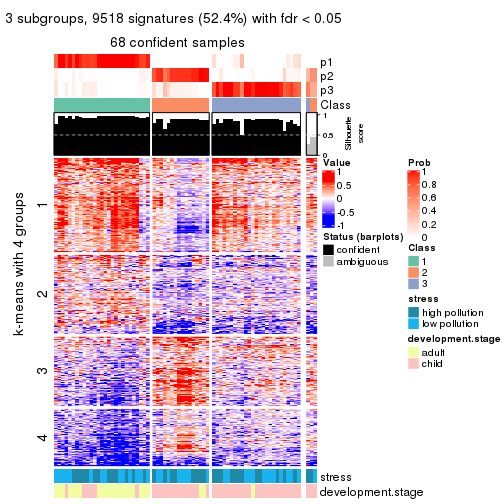 3 subgroups, 9518 signatures (52.4%) with fdr < 0.05
68 confident samples
p1
p2
p3
Class
1
0.5
0
Silhouette
score
k-means with 4 groups
1
2
3
4
stress
development.stage
Value
1
0.5
0
-0.5
-1
Status (barplots)
confident
ambiguous
Prob
1
0.8
0.6
0.4
0.2
0
Class
1
2
3
stress
high pollution
low pollution
development.stage
adult
child